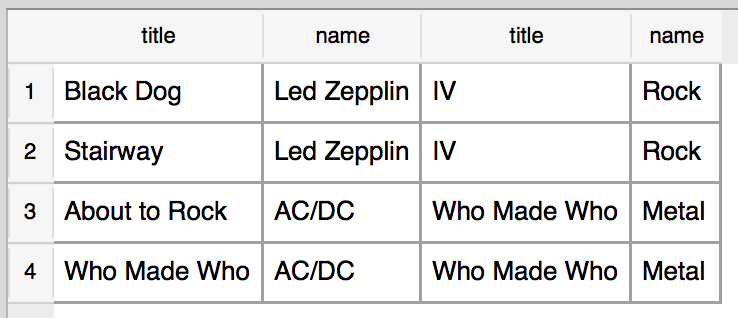 title name title name
1 Black Dog Led Zepplin IV Rock
2 Stairway Led Zepplin IV Rock
3 About to Rock AC/DC Who Made Who Metal
4 Who Made Who AC/DC Who Made Who Metal